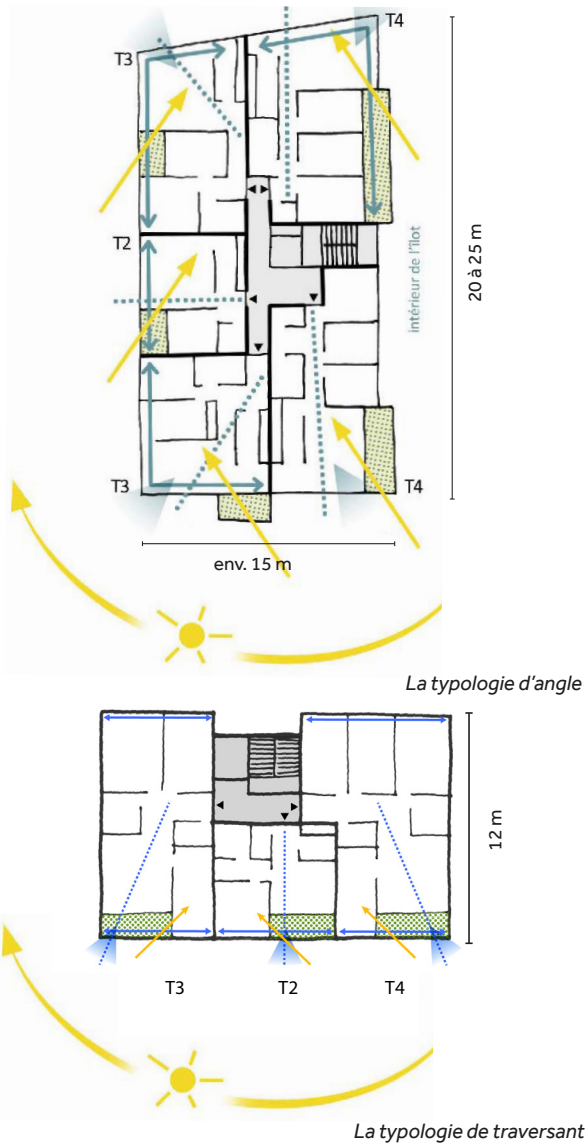 T4
T3
T2
intérieur de l'îlot
20 à 25 m
T3
T4
env. 15 m
La typologie d'angle
12 m
T3
T2
T4
La typologie de traversant